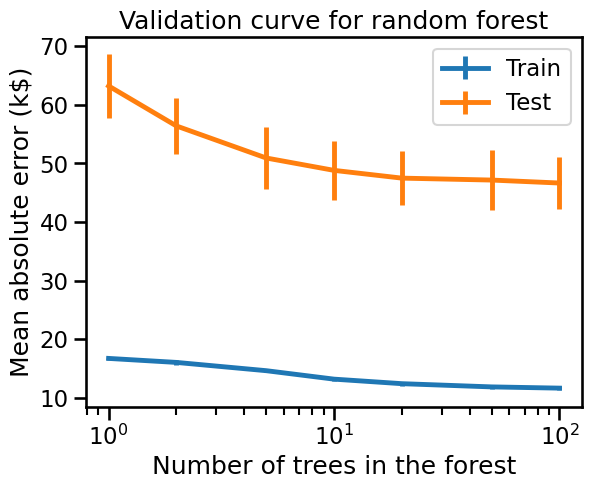 Validation curve for random forest
Mean absolute error (k$)
70
60
50
40
30
20
10
Train
Test
10⁰
10¹
10²
Number of trees in the forest